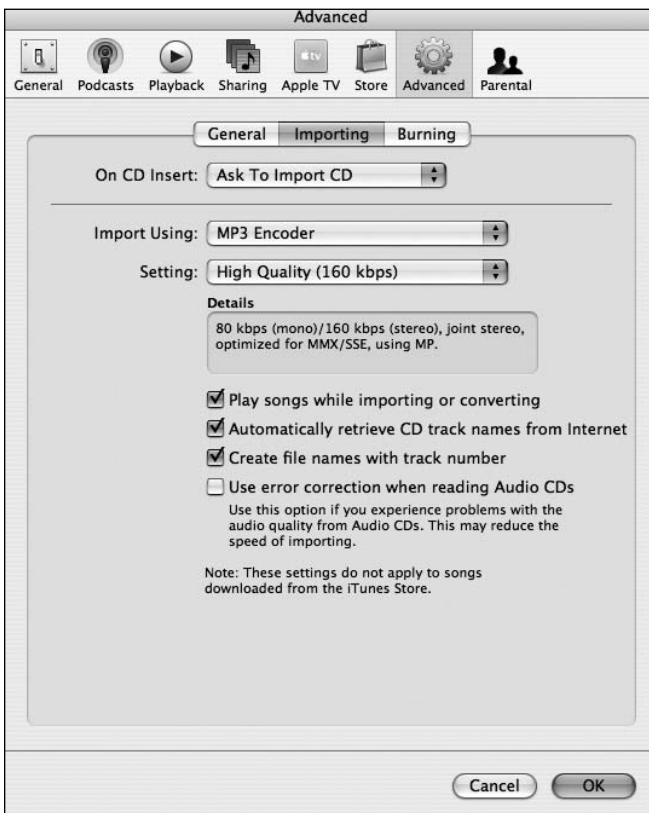 Advanced
General Podcasts Playback Sharing Apple TV Store Advanced Parental
General Importing Burning
On CD Insert: Ask To Import CD
Import Using: MP3 Encoder
Setting: High Quality (160 kbps)
Details
80 kbps (mono)/160 kbps (stereo), joint stereo,
optimized for MMX/SSE, using MP.
Play songs while importing or converting
Automatically retrieve CD track names from Internet
Create file names with track number
Use error correction when reading Audio CDs
Use this option if you experience problems with the
audio quality from Audio CDs. This may reduce the
speed of importing.
Note: These settings do not apply to songs
downloaded from the iTunes Store.
Cancel OK